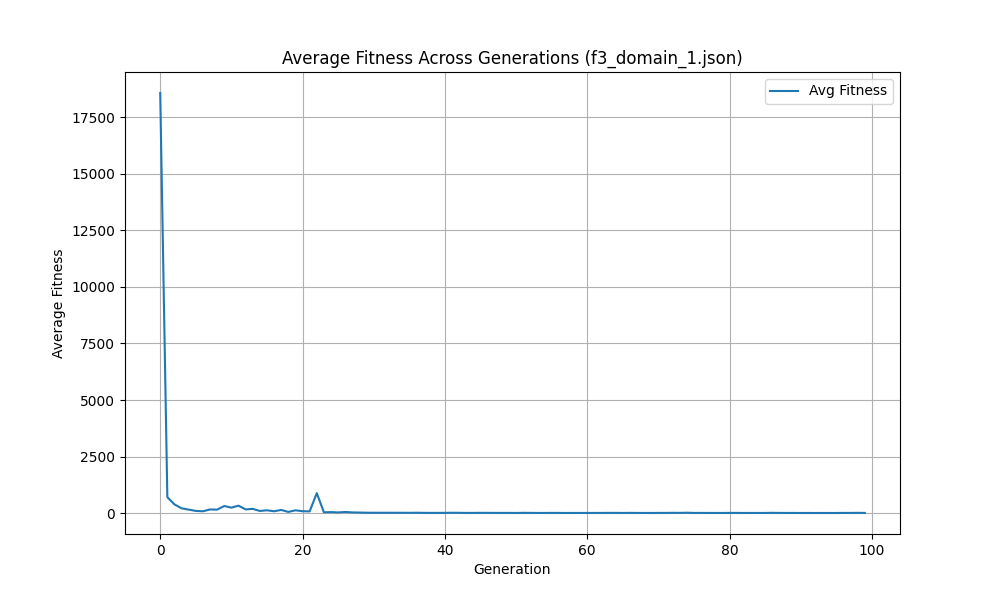 Average Fitness Across Generations (f3_domain_1.json)
Avg Fitness
17500
15000
12500
10000
7500
5000
2500
0
Average Fitness
0 20 40 60 80 100
Generation